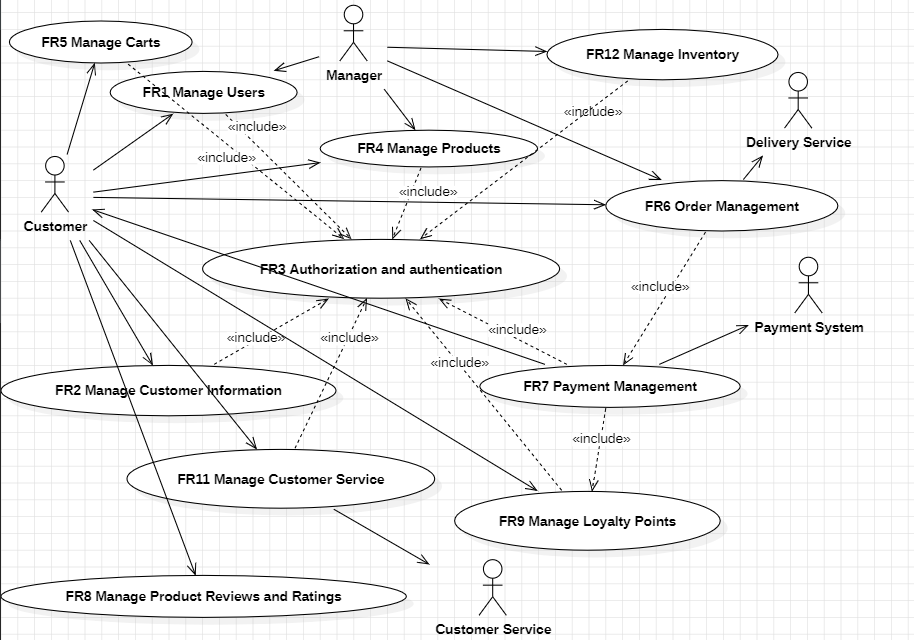 FR5 Manage Carts
Manager
FR12 Manage Inventory
FR1 Manage Users
«include»
«include»
«include»
FR4 Manage Products
Delivery Service
«include»
Customer
FR6 Order Management
FR3 Authorization and authentication
«include»
Payment System
«include»
«include»
«include»
«include»
FR2 Manage Customer Information
FR7 Payment Management
«include»
FR11 Manage Customer Service
FR9 Manage Loyalty Points
FR8 Manage Product Reviews and Ratings
Customer Service